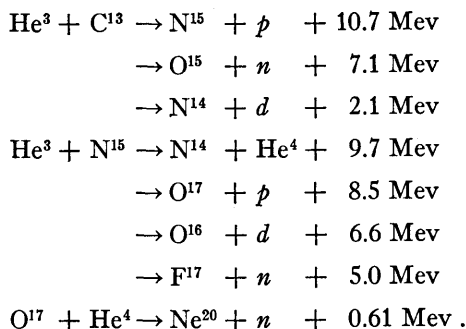 He³ + C¹³ → N¹⁵ + p + 10.7 Mev
→ O¹⁵ + n + 7.1 Mev
→ N¹⁴ + d + 2.1 Mev
He³ + N¹⁵ → N¹⁴ + He⁴ + 9.7 Mev
→ O¹⁷ + p + 8.5 Mev
→ O¹⁶ + d + 6.6 Mev
→ F¹⁷ + n + 5.0 Mev
O¹⁷ + He⁴ → Ne²⁰ + n + 0.61 Mev .